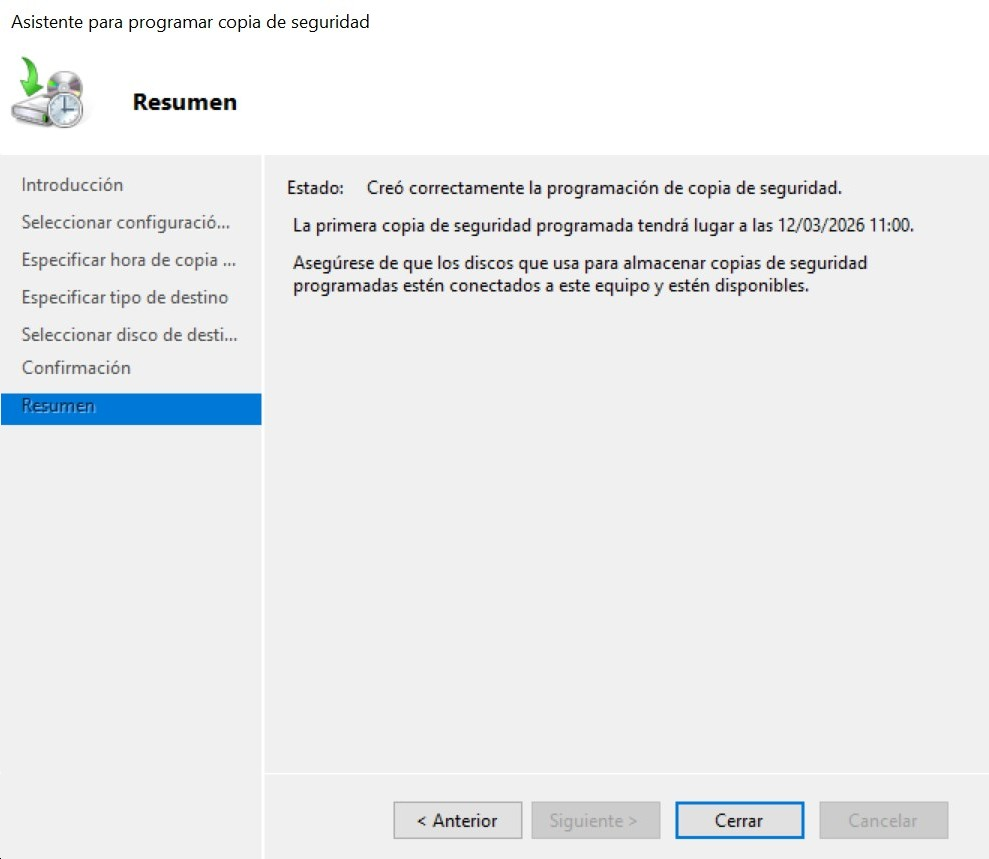 Asistente para programar copia de seguridad
Resumen
Introducción
Seleccionar configuració...
Especificar hora de copia ...
Especificar tipo de destino
Seleccionar disco de desti...
Confirmación
Resumen
Estado: Creó correctamente la programación de copia de seguridad.
La primera copia de seguridad programada tendrá lugar a las 12/03/2026 11:00.
Asegúrese de que los discos que usa para almacenar copias de seguridad
programadas estén conectados a este equipo y estén disponibles.
< Anterior
Siguiente >
Cerrar
Cancelar